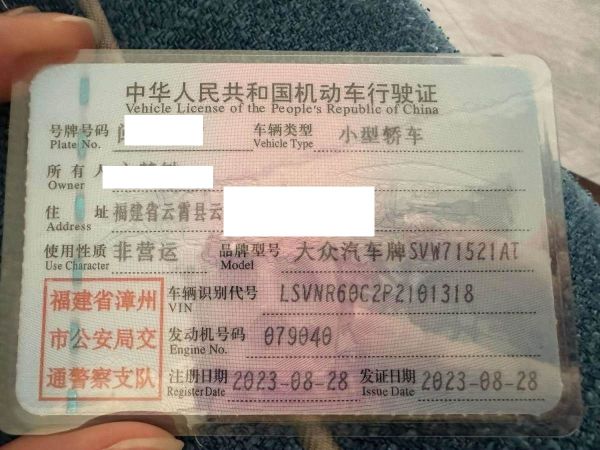 中华人民共和国机动车行驶证
Vehicle License of the People's Republic of China
号牌号码 车辆类型 小型轿车
Plate No. Vehicle Type
所有人
Owner
住址 福建省云霄县云
Address
使用性质 非营运 品牌型号 大众汽车牌SVW71521AT
Use Character Model
福建省漳州
市公安局交
通警察支队
车辆识别代号 LSVNR60C2P2101318
VIN
发动机号码 079040
Engine No.
注册日期 2023-08-28 发证日期 2023-08-28
Register Date Issue Date